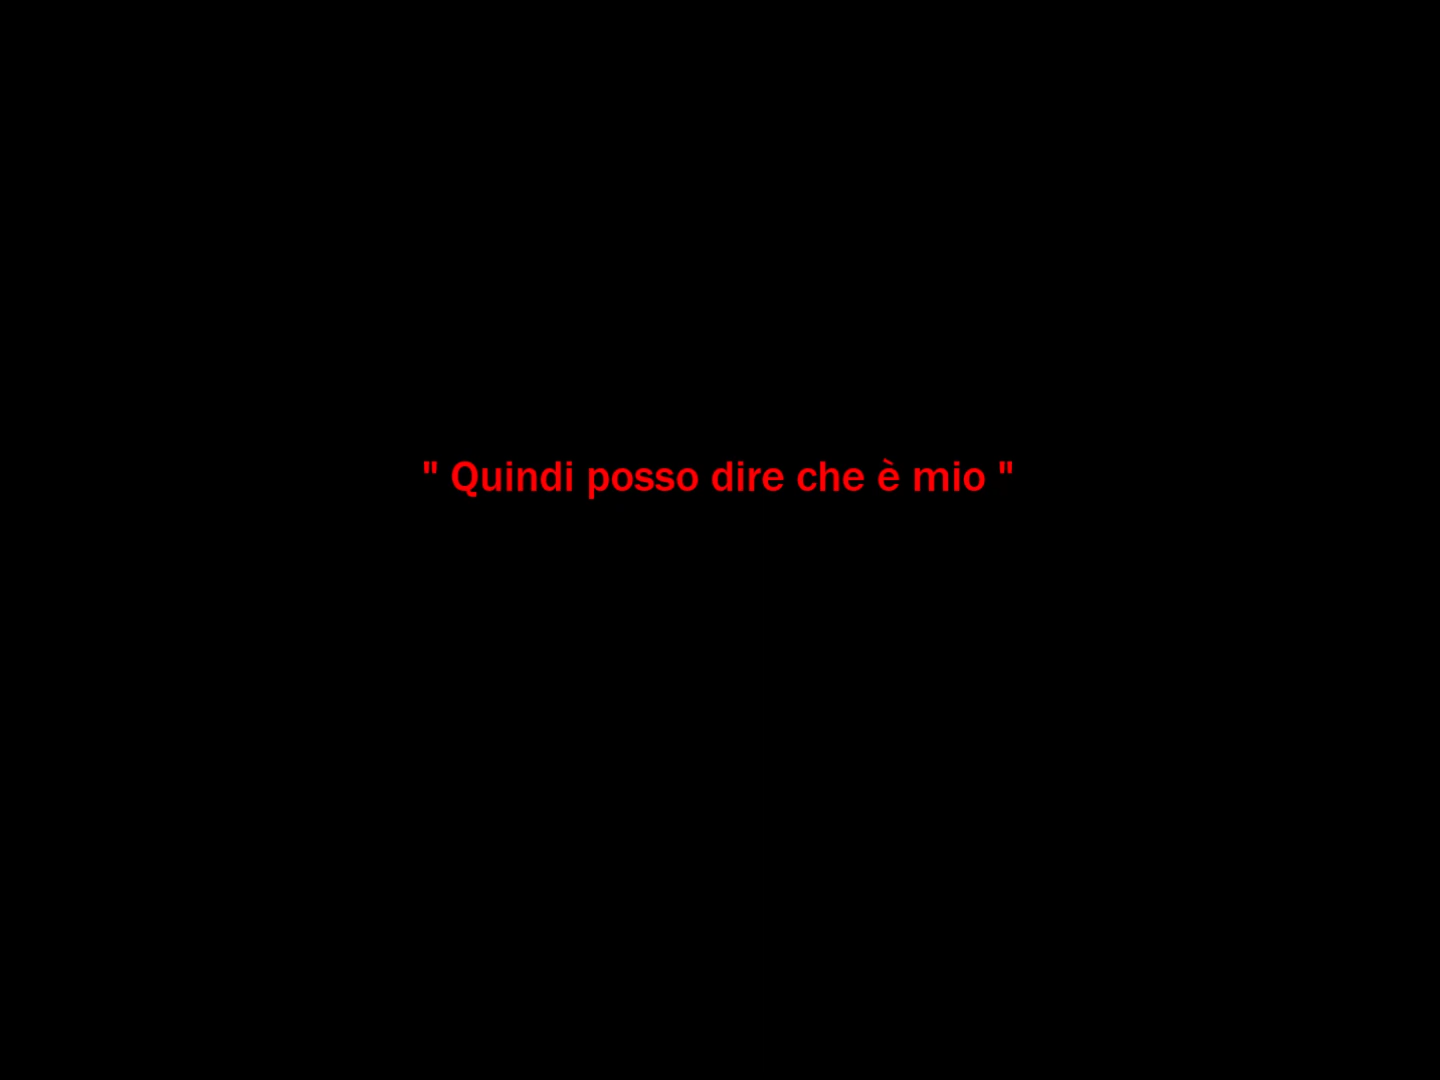 " Quindi posso dire che è mio "